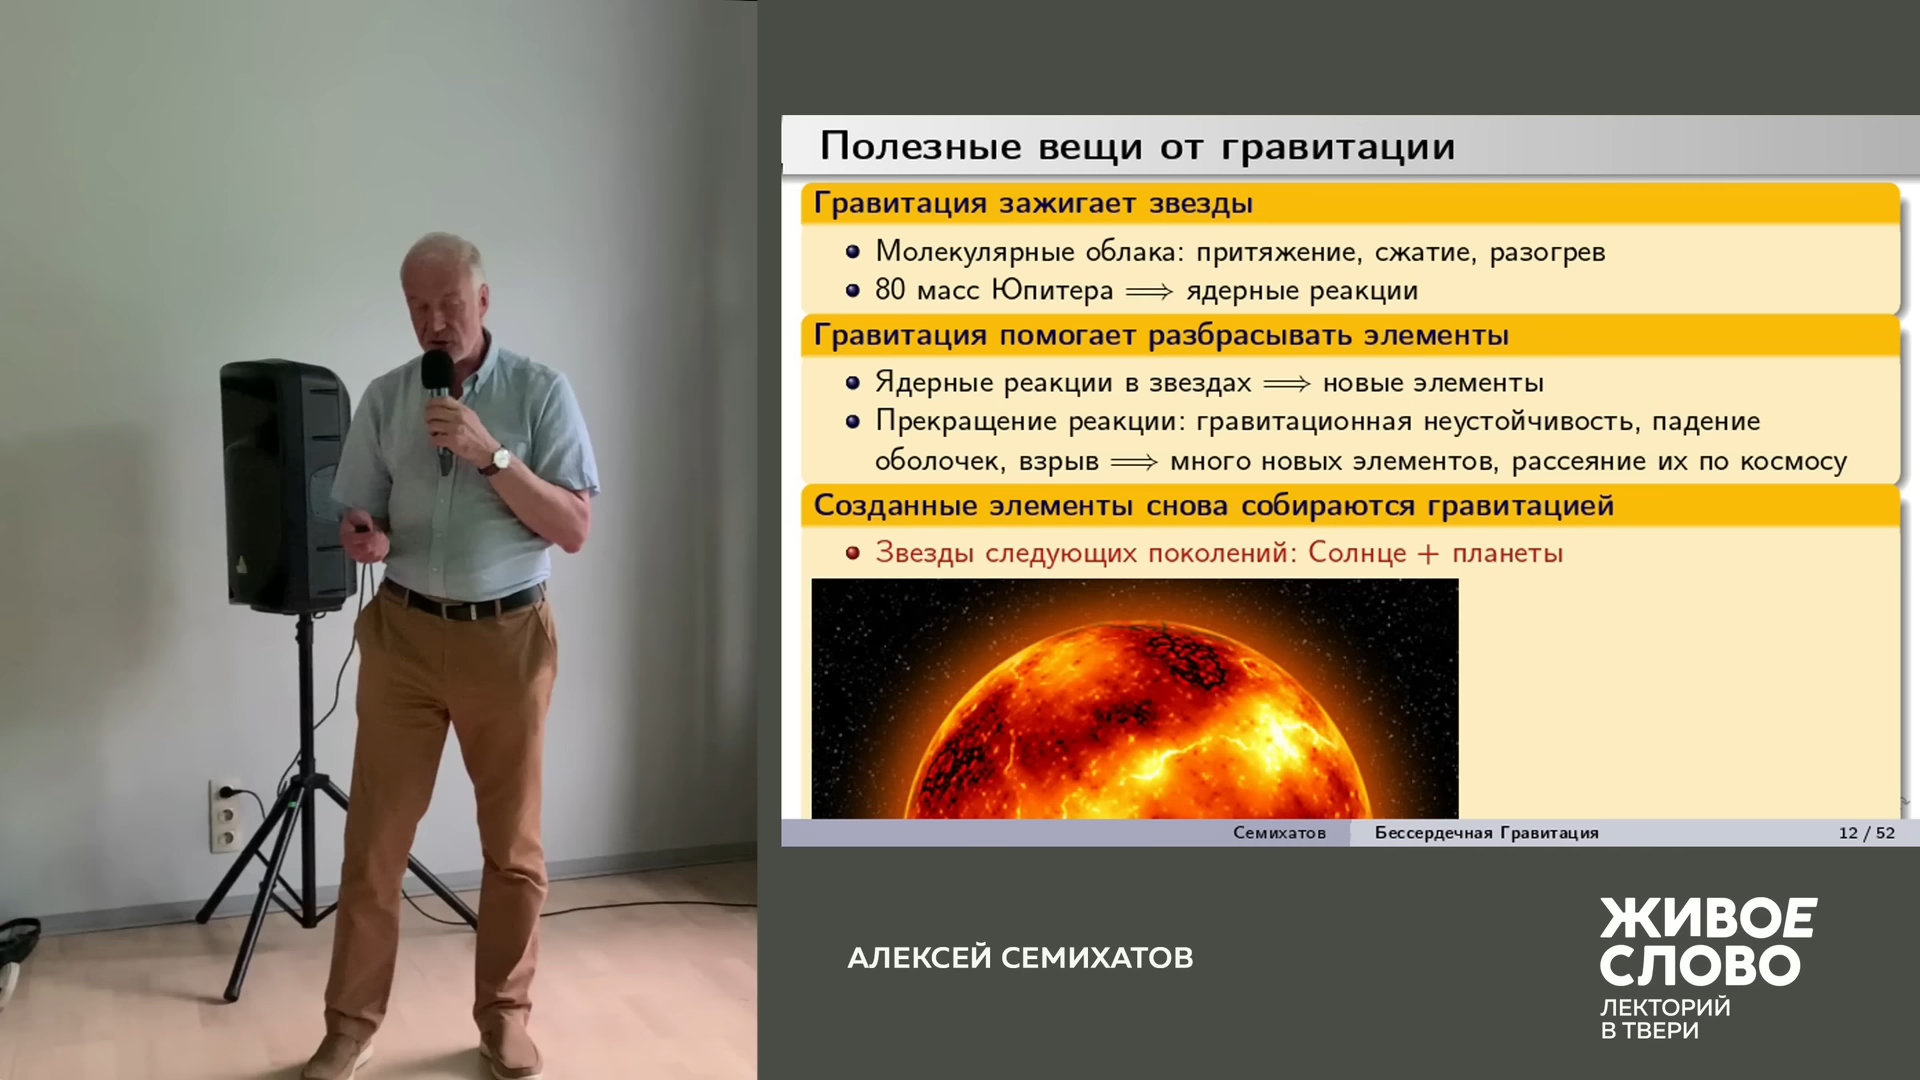 Полезные вещи от гравитации
Гравитация зажигает звезды
Молекулярные облака: притяжение, сжатие, разогрев
80 масс Юпитера ⟹ ядерные реакции
Гравитация помогает разбрасывать элементы
Ядерные реакции в звездах ⟹ новые элементы
Прекращение реакции: гравитационная неустойчивость, падение
оболочек, взрыв ⟹ много новых элементов, рассеяние их по космосу
Созданные элементы снова собираются гравитацией
Звезды следующих поколений: Солнце + планеты
Семихатов Бессердечная Гравитация 12 / 52
АЛЕКСЕЙ СЕМИХАТОВ
ЖИВОЕ
СЛОВО
ЛЕКТОРИЙ
В ТВЕРИ